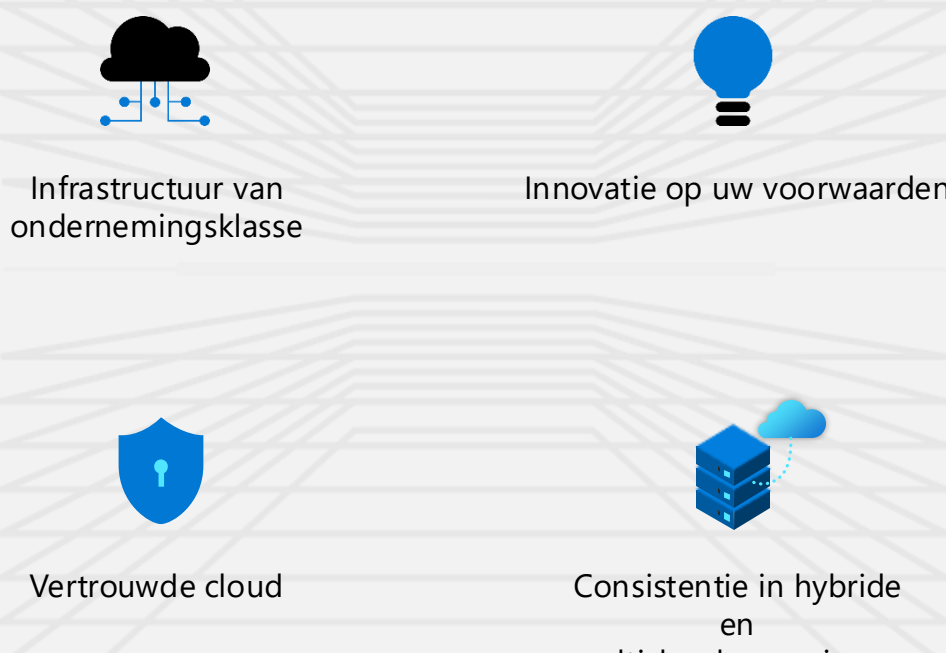 Infrastructuur van
ondernemingsklasse
Innovatie op uw voorwaarden
Vertrouwde cloud
Consistentie in hybride
en